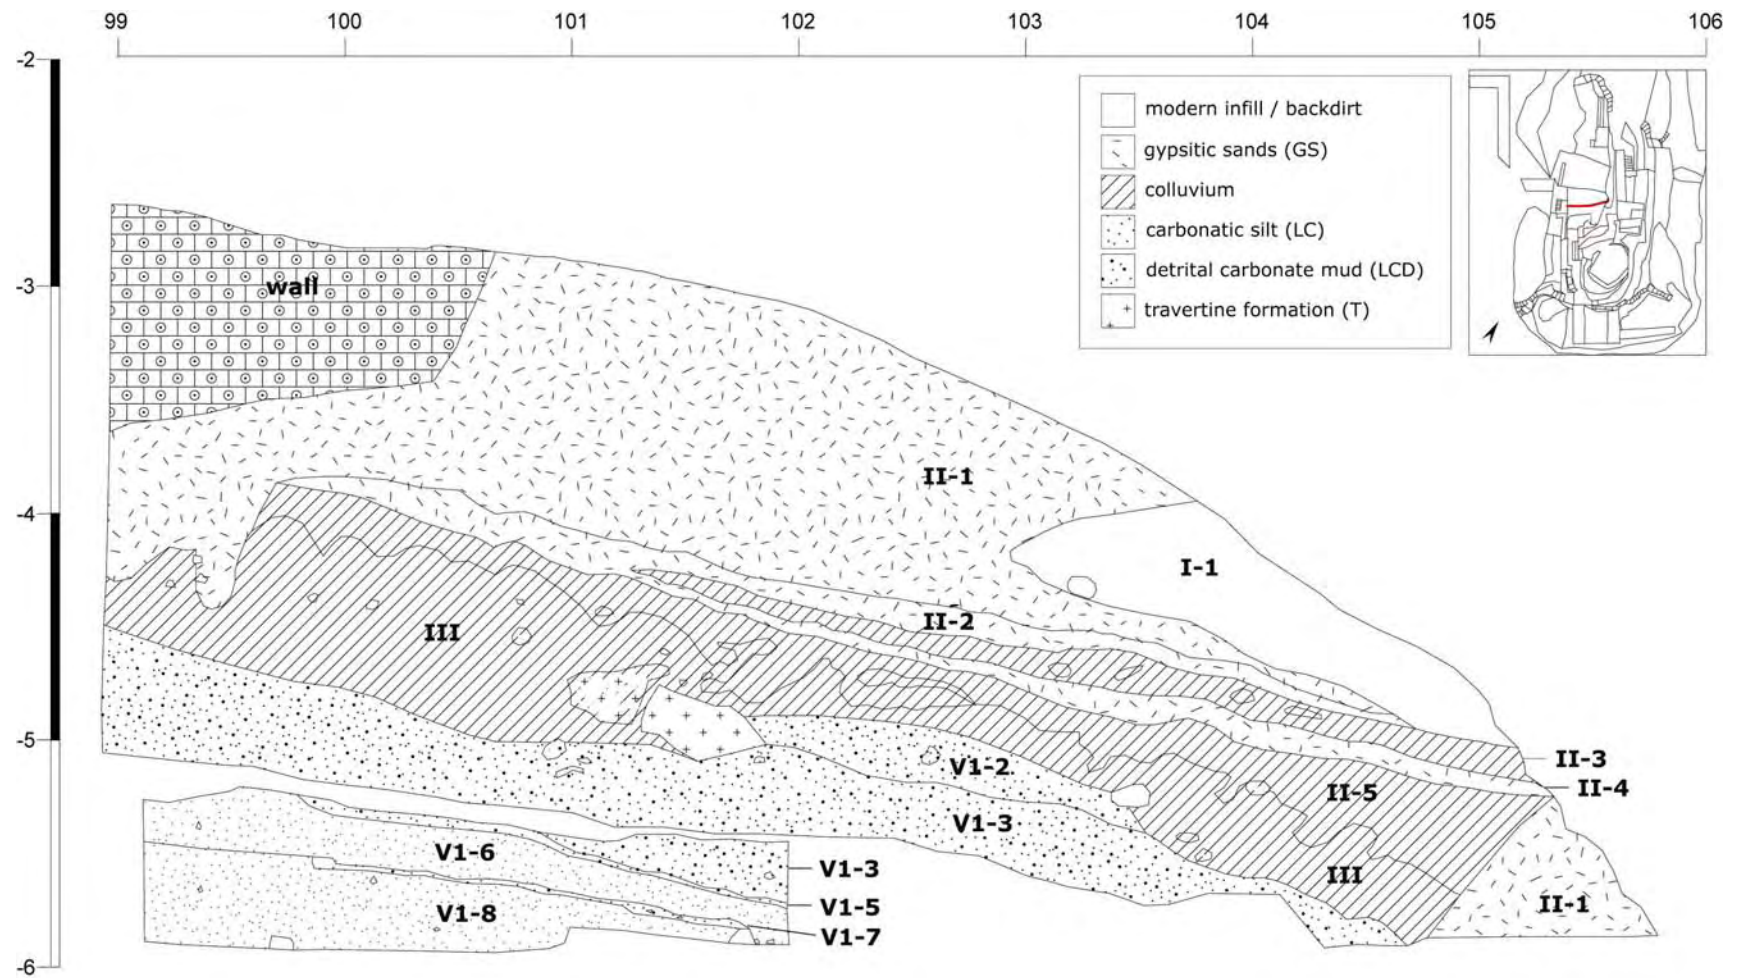 99 100 101 102 103 104 105 106
-2
-3
-4
-5
-6
modern infill / backdirt
gypsitic sands (GS)
colluvium
carbonatic silt (LC)
detrital carbonate mud (LCD)
travertine formation (T)
wall
II-1
I-1
II-2
III
II-3
V1-2
II-4
II-5
V1-3
V1-6
V1-3
III
V1-5
II-1
V1-8
V1-7